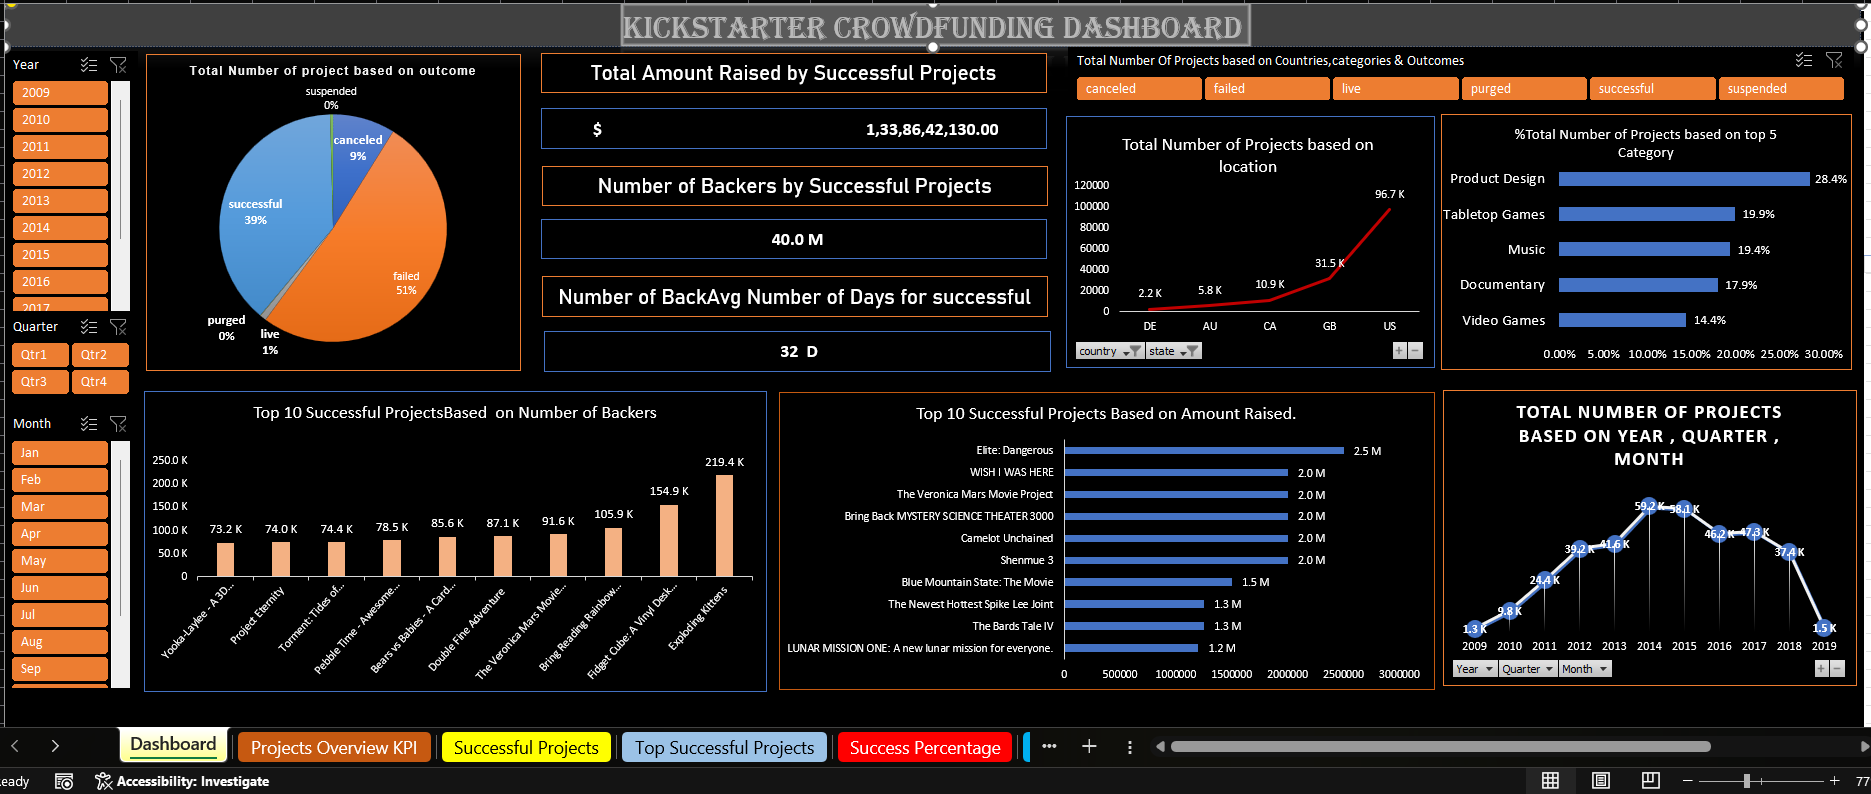 KICKSTARTER CROWDFUNDING DASHBOARD
Year
2009
2010
2011
2012
2013
2014
2015
2016
2017
Quarter
Qtr1 Qtr2
Qtr3 Qtr4
Month
Jan
Feb
Mar
Apr
May
Jun
Jul
Aug
Sep
Total Number of project based on outcome
suspended
0%
canceled
9%
successful
39%
failed
51%
purged
0%
live
1%
Total Amount Raised by Successful Projects
$ 1,33,86,42,130.00
Number of Backers by Successful Projects
40.0 M
Number of BackAvg Number of Days for successful
32 D
Total Number Of Projects based on Countries,categories & Outcomes
canceled failed live purged successful suspended
Total Number of Projects based on
location
120000
100000
80000
60000
40000
20000
0
2.2 K 5.8 K 10.9 K 31.5 K 96.7 K
DE AU CA GB US
country state + -
%Total Number of Projects based on top 5
Category
Product Design 28.4%
Tabletop Games 19.9%
Music 19.4%
Documentary 17.9%
Video Games 14.4%
0.00% 5.00% 10.00% 15.00% 20.00% 25.00% 30.00%
Top 10 Successful ProjectsBased on Number of Backers
250.0 K
200.0 K
150.0 K
100.0 K
50.0 K
0
73.2 K 74.0 K 74.4 K 78.5 K 85.6 K 87.1 K 91.6 K 105.9 K 154.9 K 219.4 K
Yooka-Laylee - A 3D...
Project Eternity
Torment: Tides of...
Pebble Time - Awesome...
Bears vs Babies - A Card...
Double Fine Adventure
The Veronica Mars Movie...
Bring Reading Rainbow...
Fidget Cube: A Vinyl Desk...
Exploding Kittens
Top 10 Successful Projects Based on Amount Raised.
Elite: Dangerous 2.5 M
WISH I WAS HERE 2.0 M
The Veronica Mars Movie Project 2.0 M
Bring Back MYSTERY SCIENCE THEATER 3000 2.0 M
Camelot Unchained 2.0 M
Shenmue 3 2.0 M
Blue Mountain State: The Movie 1.5 M
The Newest Hottest Spike Lee Joint 1.3 M
The Bards Tale IV 1.3 M
LUNAR MISSION ONE: A new lunar mission for everyone. 1.2 M
0 500000 1000000 1500000 2000000 2500000 3000000
TOTAL NUMBER OF PROJECTS
BASED ON YEAR , QUARTER ,
MONTH
1.3 K 9.8 K 24.4 K 39.2 K 41.6 K 59.2 K 58.1 K 46.2 K 47.3 K 37.4 K 1.5 K
2009 2010 2011 2012 2013 2014 2015 2016 2017 2018 2019
Year Quarter Month + -
Dashboard Projects Overview KPI Successful Projects Top Successful Projects Success Percentage ... +
eady Accessibility: Investigate - + 77